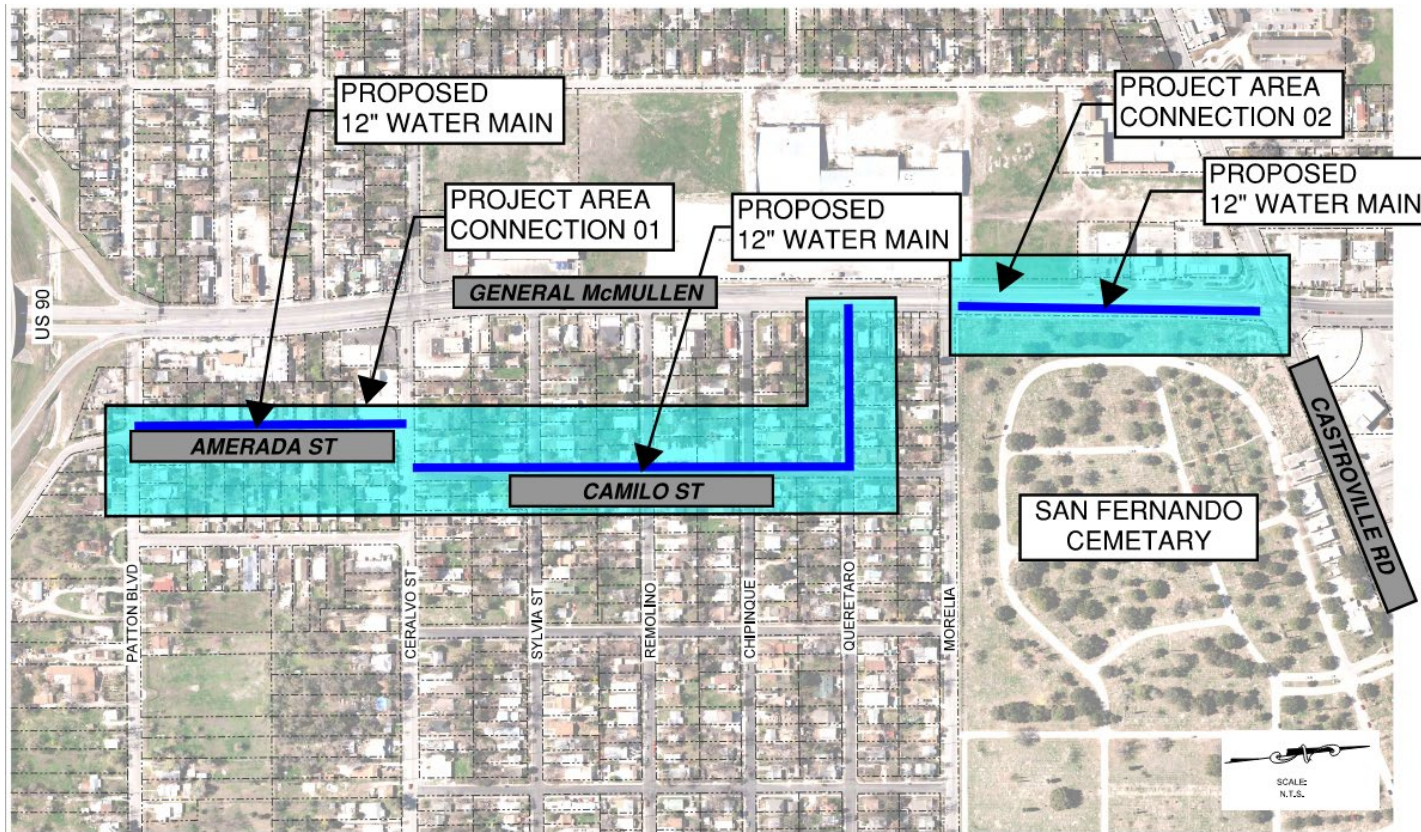 PROPOSED
12" WATER MAIN
PROJECT AREA
CONNECTION 01
PROPOSED
12" WATER MAIN
PROJECT AREA
CONNECTION 02
PROPOSED
12" WATER MAIN
GENERAL McMULLEN
US 90
AMERADA ST
CAMILO ST
CASTROVILLE RD
SAN FERNANDO
CEMETARY
PATTON BLVD
CERALVO ST
SYLVIA ST
REMOLINO
CHIPINQUE
QUERETARO
MORELIA
SCALE:
N.T.S.